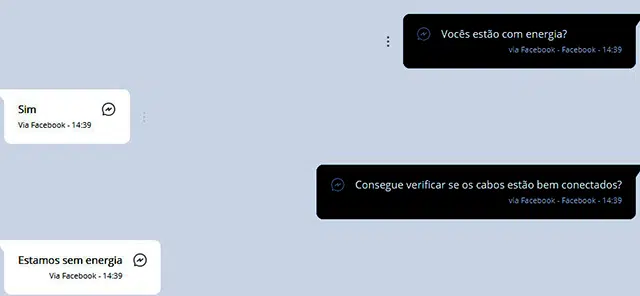 Vocês estão com energia?
via Facebook - Facebook - 14:39
Sim
Via Facebook - 14:39
Consegue verificar se os cabos estão bem conectados?
via Facebook - Facebook - 14:39
Estamos sem energia
Via Facebook - 14:39